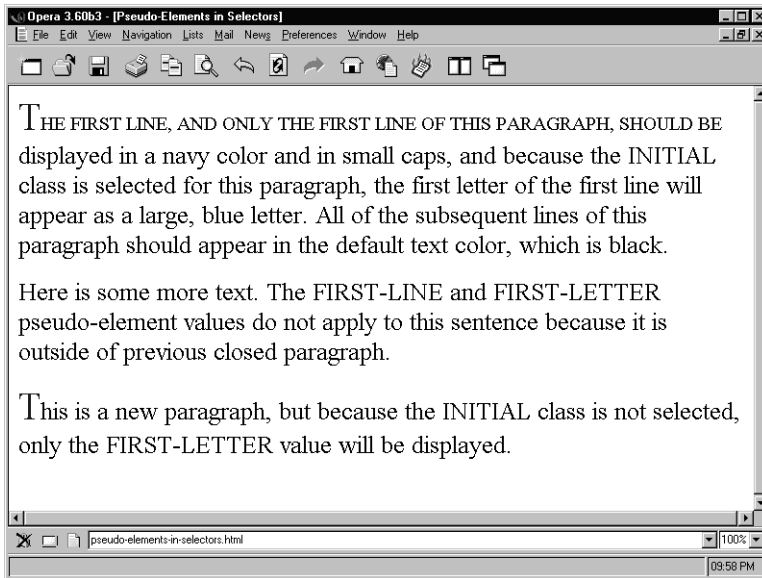 Opera 3.60b3 - [Pseudo-Elements in Selectors]
File Edit View Navigation Lists Mail News Preferences Window Help
THE FIRST LINE, AND ONLY THE FIRST LINE OF THIS PARAGRAPH, SHOULD BE
displayed in a navy color and in small caps, and because the INITIAL
class is selected for this paragraph, the first letter of the first line will
appear as a large, blue letter. All of the subsequent lines of this
paragraph should appear in the default text color, which is black.
Here is some more text. The FIRST-LINE and FIRST-LETTER
pseudo-element values do not apply to this sentence because it is
outside of previous closed paragraph.
This is a new paragraph, but because the INITIAL class is not selected,
only the FIRST-LETTER value will be displayed.
pseudo-elements-in-selectors.html
100%
09:58 PM